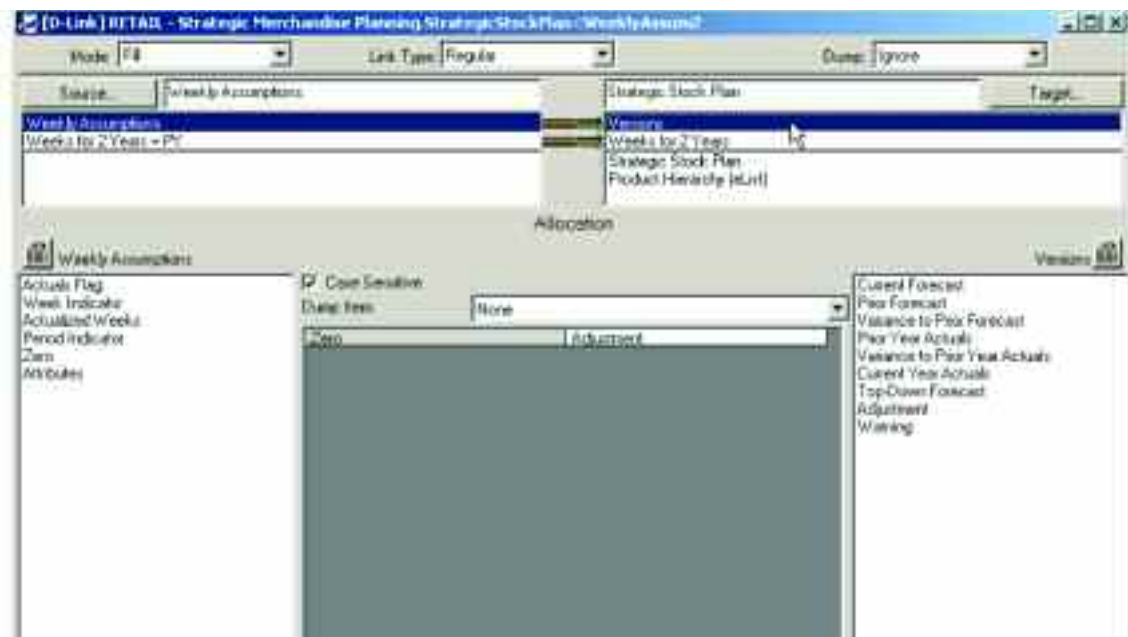 [D-Link] RETAIL - Strategic Merchandise Planning.StrategicStockPlan
Mode: Fill Link Type: Regular Dump: Ignore
Source... Weekly Assumptions Strategic Stock Plan Target...
Weekly Assumptions Versions
Weeks for 2 Years + PY Weeks for 2 Years
Strategic Stock Plan
Product Hierarchy (eList)
Allocation
Weekly Assumptions Versions
Actuals Flag
Week Indicator
Actualized Weeks
Period Indicator
Zero
Attributes
Case Sensitive
Dump Item: None
Zero Adjustment
Current Forecast
Prior Forecast
Variance to Prior Forecast
Prior Year Actuals
Variance to Prior Year Actuals
Current Year Actuals
Top-Down Forecast
Adjustment
Warning